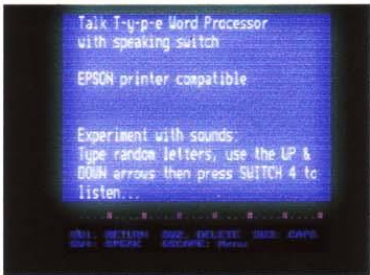 Talk T-y-p-e Word Processor
with speaking switch
EPSON printer compatible
Experiment with sounds:
Type random letters, use the UP &
DOWN arrows then press SWITCH 4 to
listen...
SW1: RETURN SW2: DELETE SW3: CAPS
SW4: SPEAK ESCAPE: Menu